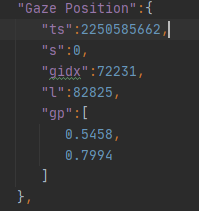 "Gaze Position":{
"ts":2250585662,
"s":0,
"gidx":72231,
"l":82825,
"gp":[
0.5458,
0.7994
]
},